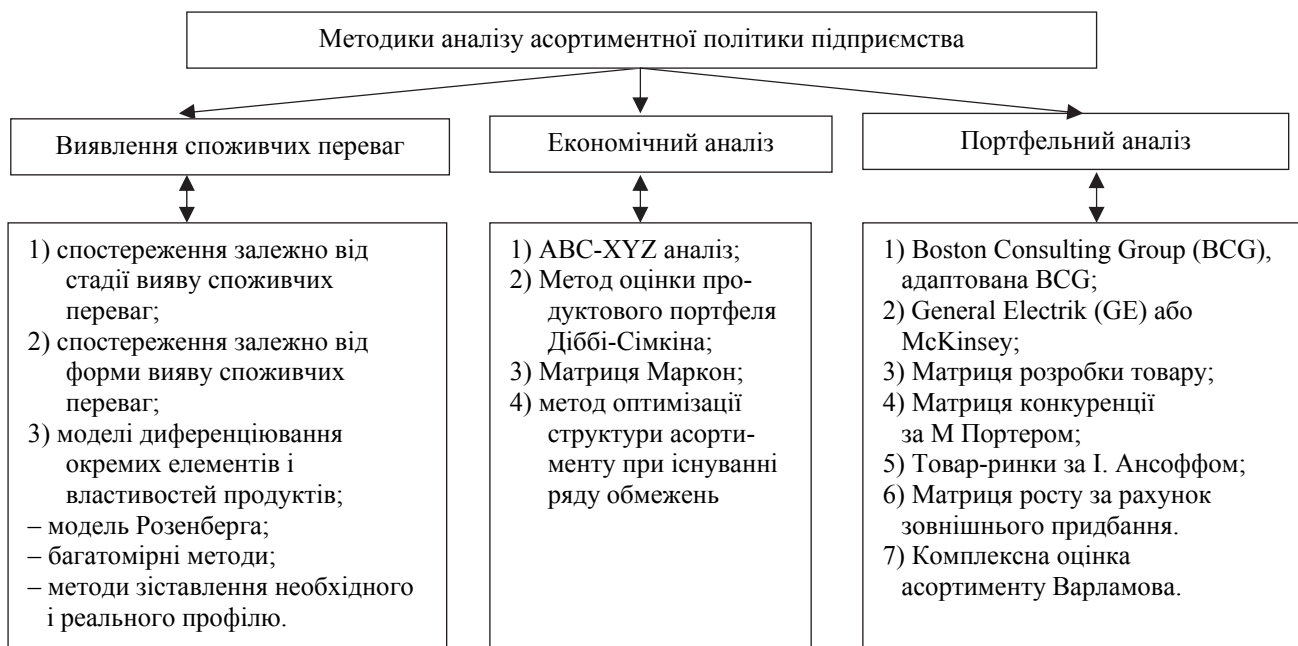 Методики аналізу асортиментної політики підприємства
Виявлення споживчих переваг
Економічний аналіз
Портфельний аналіз
1) спостереження залежно від
стадії вияву споживчих
переваг;
2) спостереження залежно від
форми вияву споживчих
переваг;
3) моделі диференціювання
окремих елементів і
властивостей продуктів;
– модель Розенберга;
– багатомірні методи;
– методи зіставлення необхідного
і реального профілю.
1) ABC-XYZ аналіз;
2) Метод оцінки про-
дуктового портфеля
Діббі-Сімкіна;
3) Матриця Маркон;
4) метод оптимізації
структури асорти-
менту при існуванні
ряду обмежень
1) Boston Consulting Group (BCG),
адаптована BCG;
2) General Electrik (GE) або
McKinsey;
3) Матриця розробки товару;
4) Матриця конкуренції
за М Портером;
5) Товар-ринки за І. Ансоффом;
6) Матриця росту за рахунок
зовнішнього придбання.
7) Комплексна оцінка
асортименту Варламова.